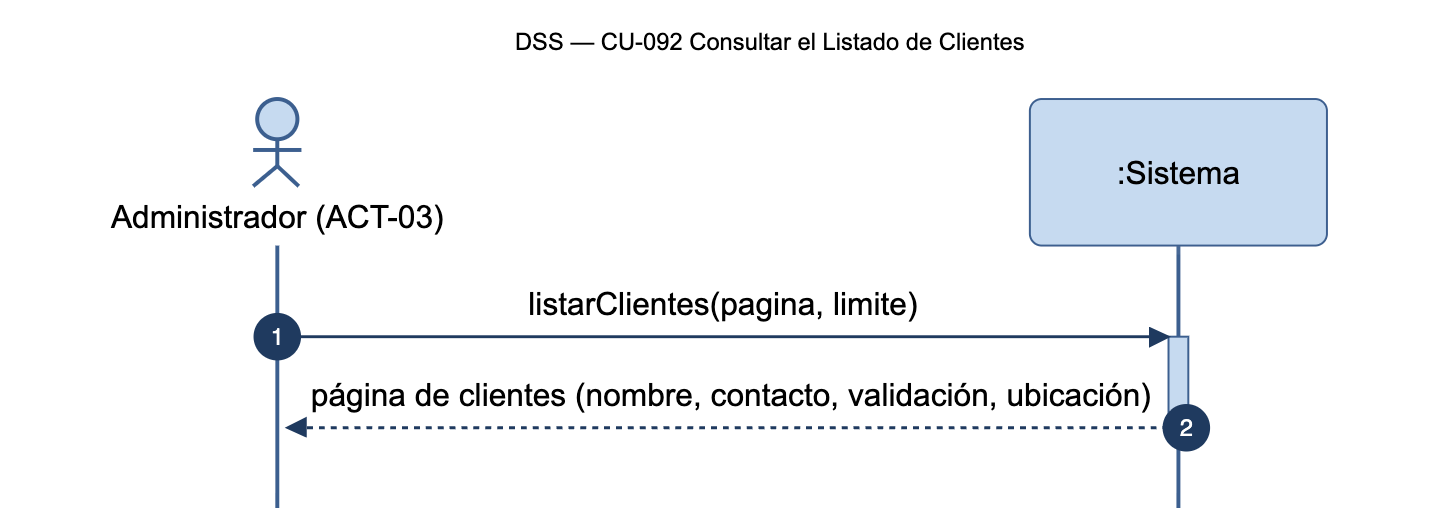 DSS — CU-092 Consultar el Listado de Clientes
Administrador (ACT-03)
:Sistema
listarClientes(pagina, limite)
1
página de clientes (nombre, contacto, validación, ubicación)
2